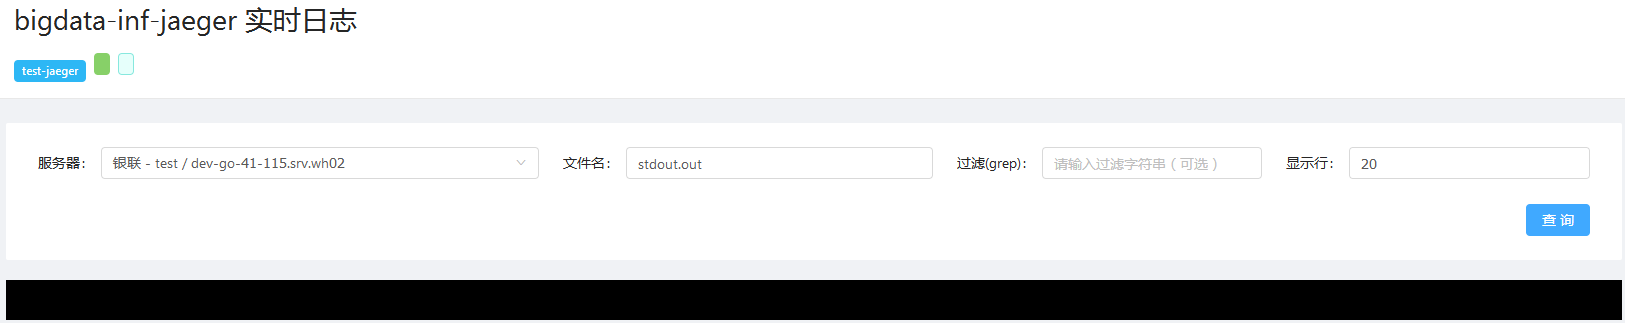 bigdata-inf-jaeger 实时日志
test-jaeger
服务器: 银联 - test / dev-go-41-115.srv.wh02 文件名: stdout.out 过滤(grep): 请输入过滤字符串（可选） 显示行: 20
查 询